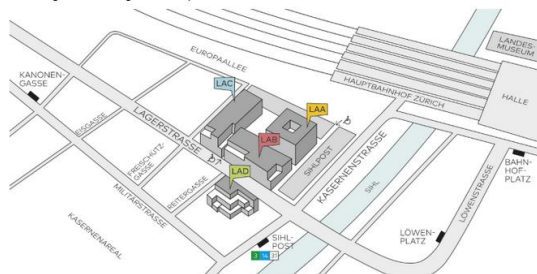 LANDES-
MUSEUM
EUROPAALLEE
KANONEN-
GASSE
LAC
HAUPTBAHNHOF ZÜRICH
HALLE
LAA
EISGASSE
LAGERSTRASSE
LAB
SIHLPOST
KASERNENSTRASSE
FREISCHÜTZ-
GASSE
LAD
BAHN-
HOF-
PLATZ
SIHL
LÖWENSTRASSE
REITERGASSE
MILITÄRSTRASSE
KASERNENAREAL
SIHL-
POST
3 14 31
LÖWEN-
PLATZ